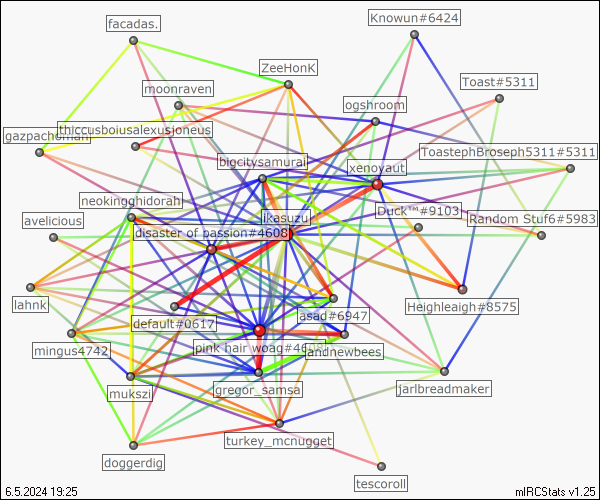 facadas.
Knowun#6424
ZeeHonK
Toast#5311
moonraven
ogshroom
thiccusboiusalexusjoneus
gazpachoman
ToastephBroseph5311#5311
bigcitysamurai
xenoyaut
neokingghidorah
Duck™#9103
ikasuzu
avelicious
Random Stuf6#5983
disaster of passion#4608
lahnk
default#0617
asad#6947
Heighleaigh#8575
mingus4742
pink hair woag#4608
andnewbees
mukszi
gregor_samsa
jarlbreadmaker
turkey_mcnugget
doggerdig
tescoroll
6.5.2024 19:25
mIRCStats v1.25